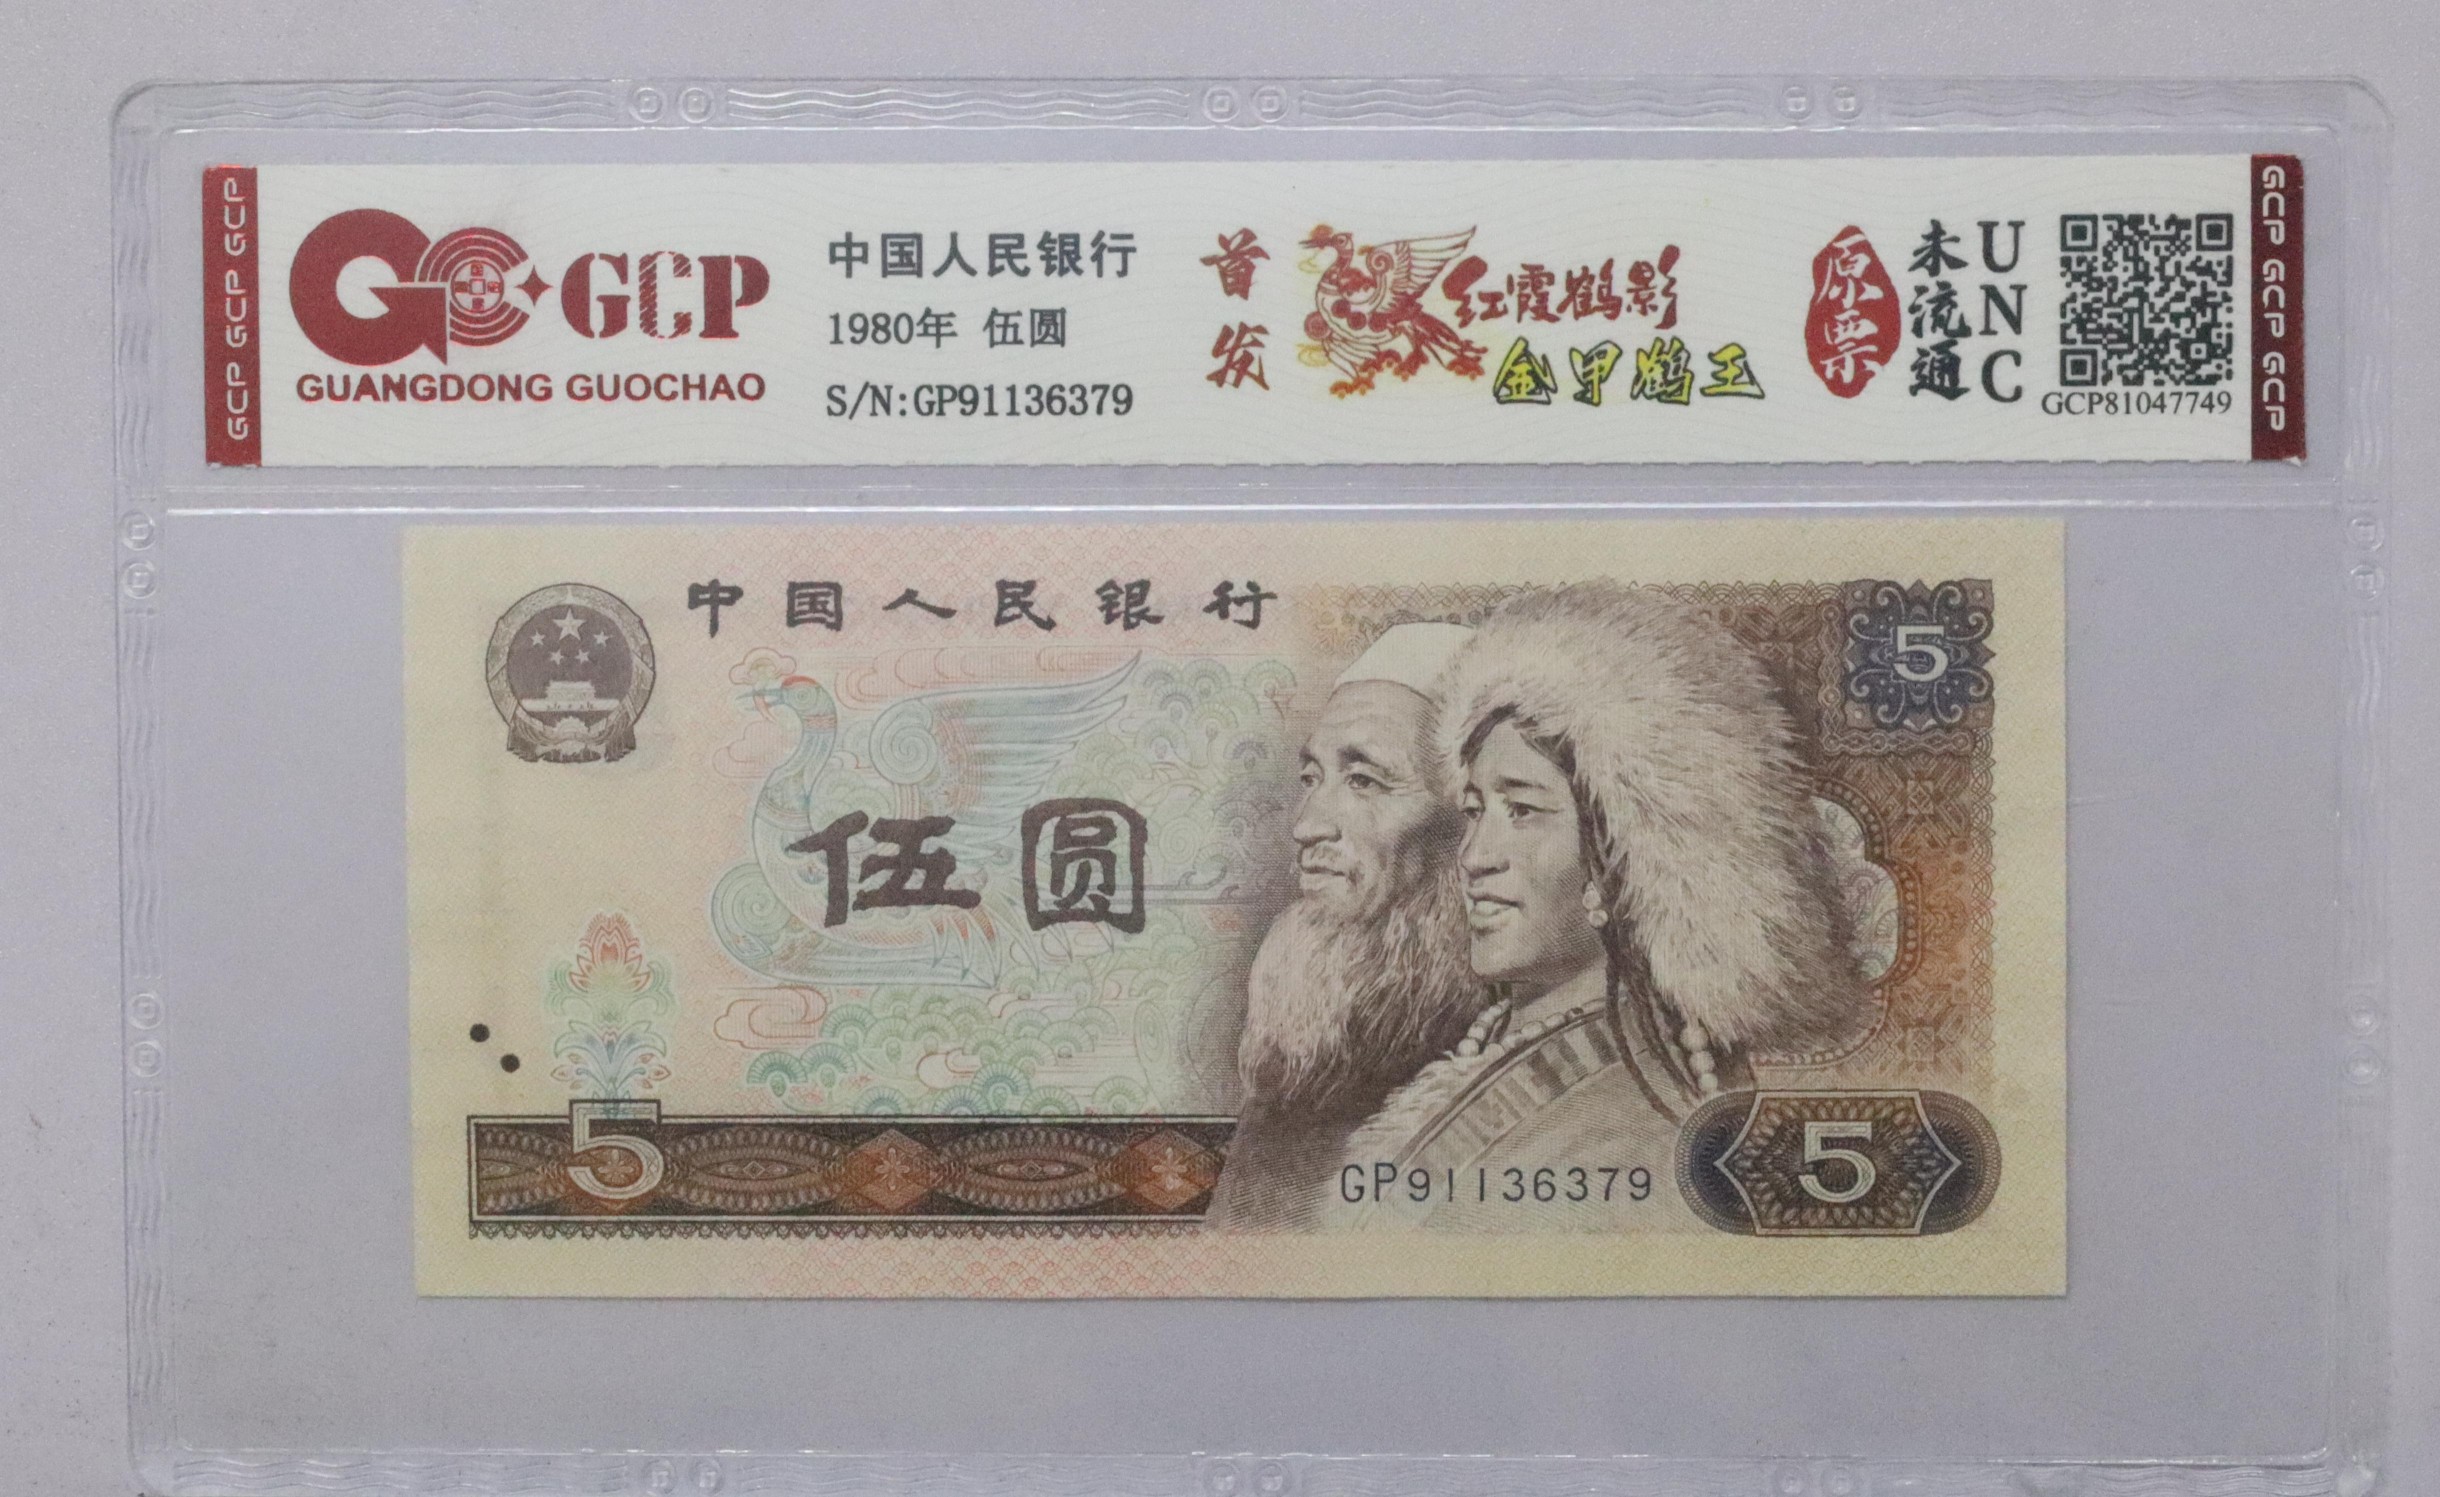 GCP GCP GCP
GCP
GUANGDONG GUOCHAO
中国人民银行
1980年 伍圆
S/N:GP91136379
首发
红霞鹤影
金甲鹤王
原票
未流通
UNC
GCP81047749
GCP GCP GCP
中国人民银行
5
伍圆
5
GP91136379
5